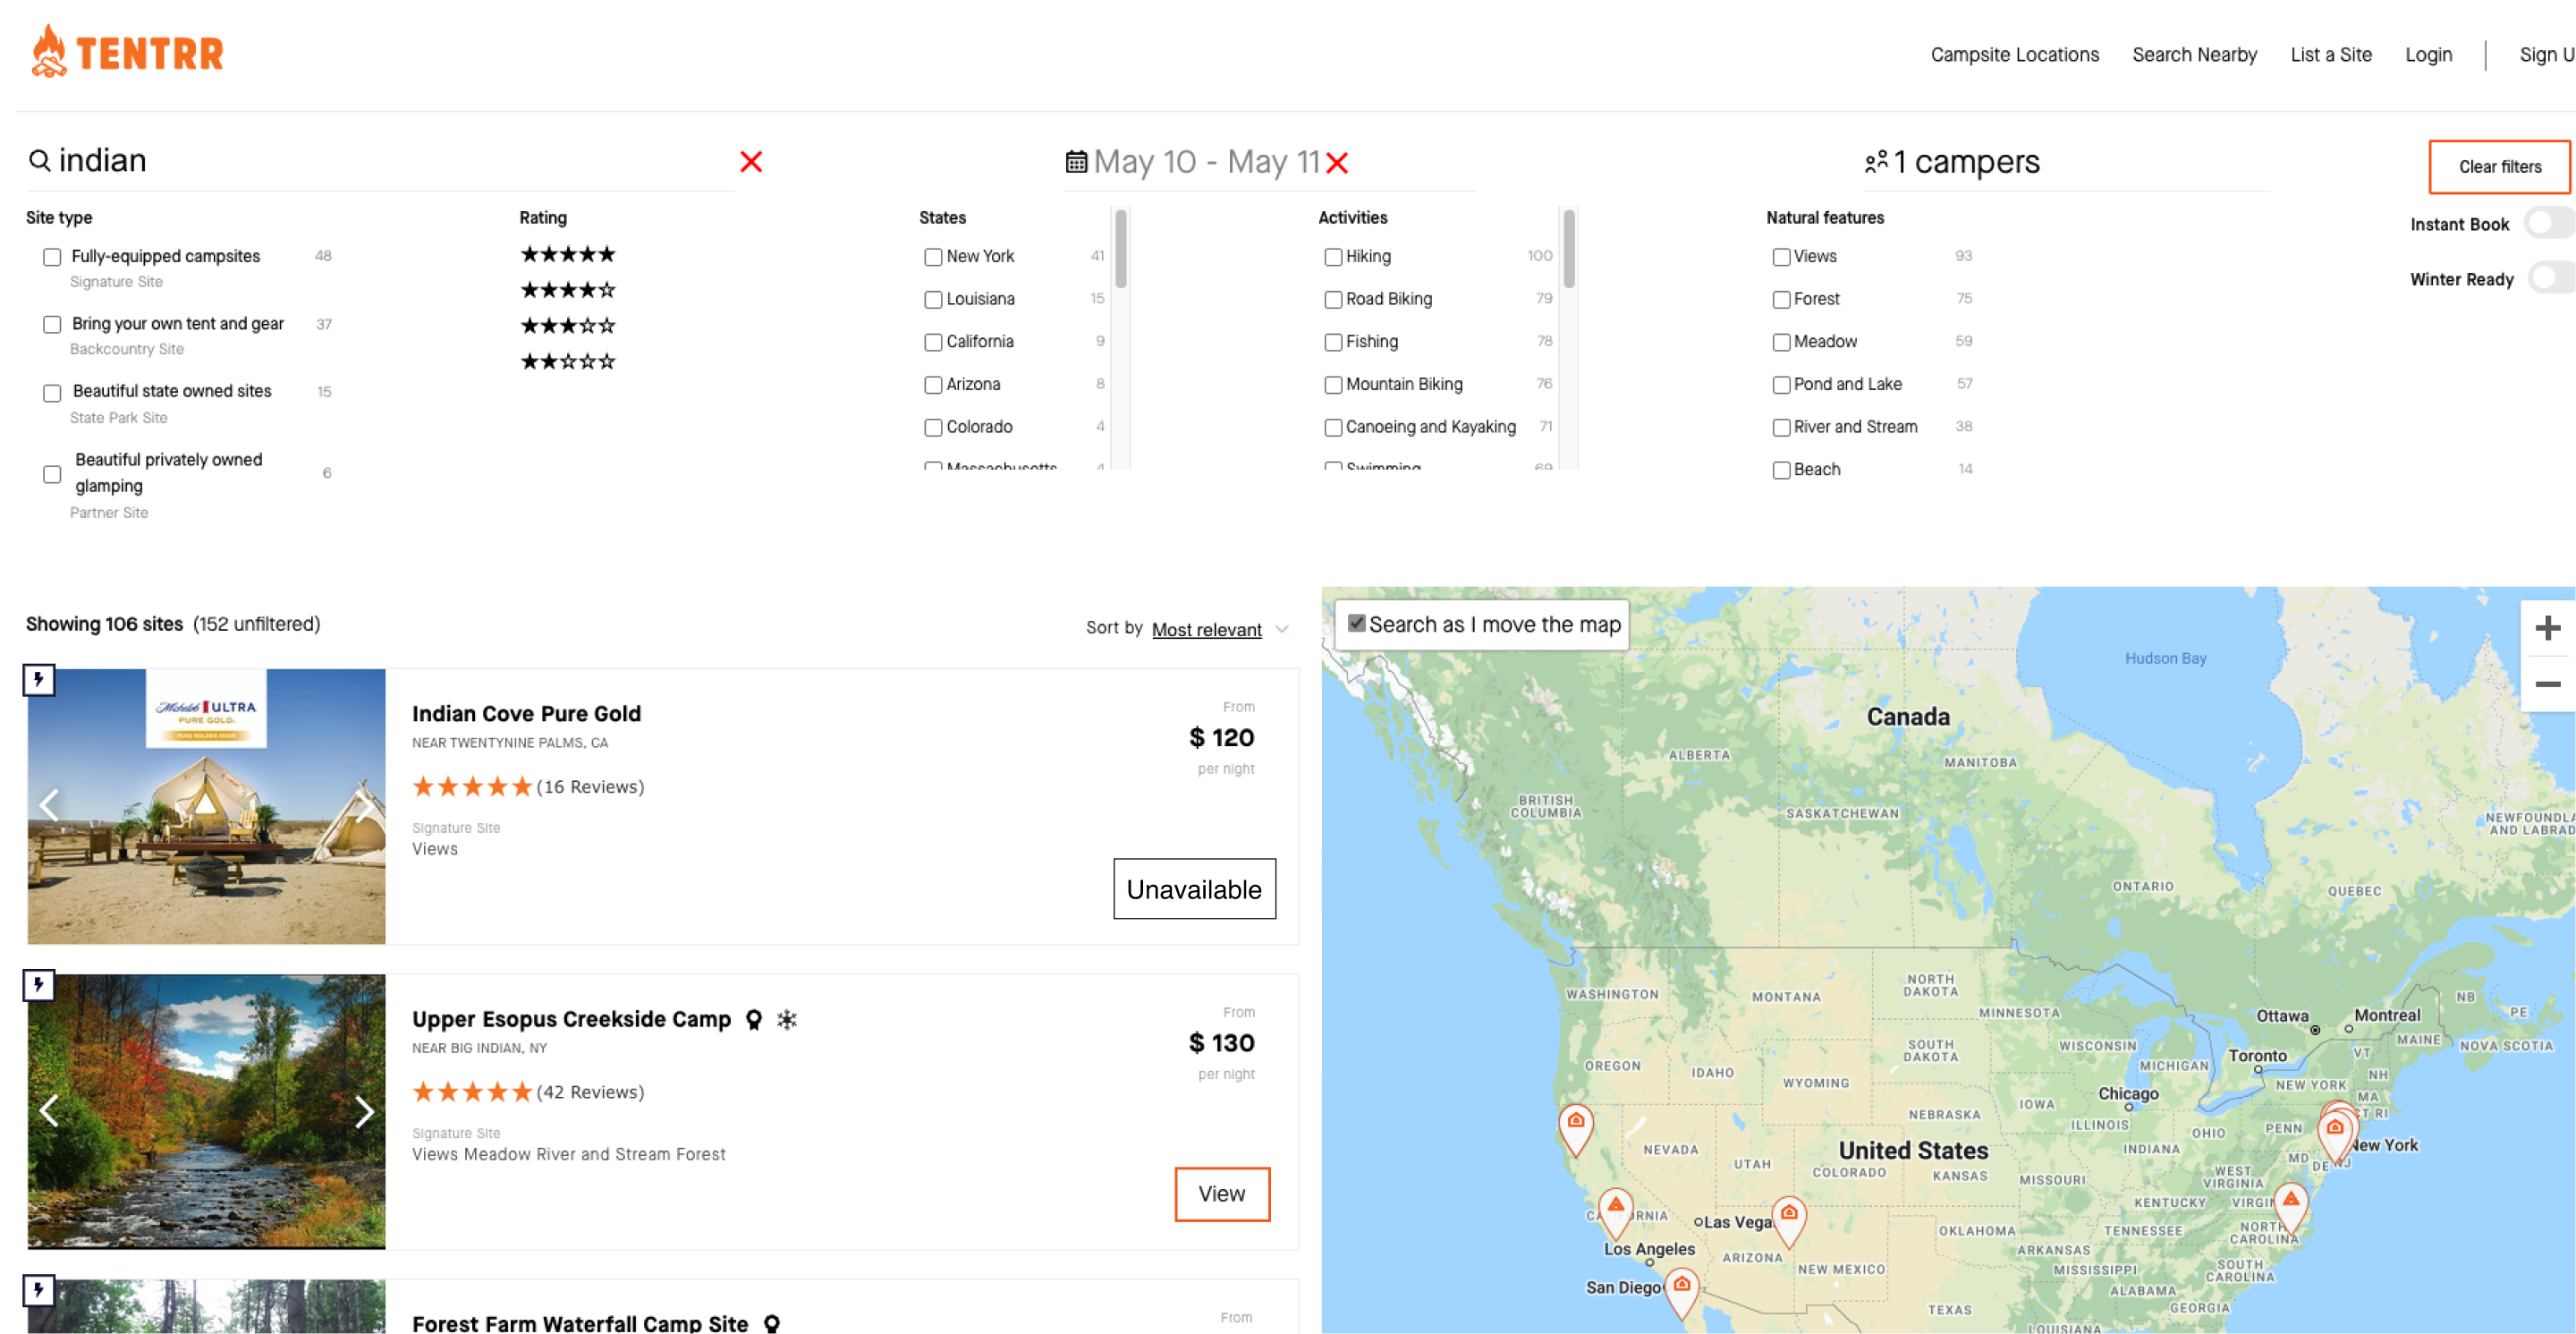 TENTRR
Campsite Locations Search Nearby List a Site Login Sign U
indian
May 10 - May 11
1 campers
Clear filters
Site type
Fully-equipped campsites 48
Signature Site
Bring your own tent and gear 37
Backcountry Site
Beautiful state owned sites 15
State Park Site
Beautiful privately owned
glamping 6
Partner Site
Rating
States
New York 41
Louisiana 15
California 9
Arizona 8
Colorado 4
Massachusetts 4
Activities
Hiking 100
Road Biking 79
Fishing 78
Mountain Biking 76
Canoeing and Kayaking 71
Swimming 69
Natural features
Views 93
Forest 75
Meadow 59
Pond and Lake 57
River and Stream 38
Beach 14
Instant Book
Winter Ready
Showing 106 sites (152 unfiltered)
Sort by Most relevant
Michelob ULTRA
PURE GOLD.
PURE GOLDEN HOUR
Indian Cove Pure Gold
NEAR TWENTYNINE PALMS, CA
(16 Reviews)
Signature Site
Views
From
$ 120
per night
Unavailable
Upper Esopus Creekside Camp
NEAR BIG INDIAN, NY
(42 Reviews)
Signature Site
Views Meadow River and Stream Forest
From
$ 130
per night
View
Forest Farm Waterfall Camp Site
From
Search as I move the map
Hudson Bay
Canada
ALBERTA
MANITOBA
BRITISH
COLUMBIA
SASKATCHEWAN
NEWFOUNDLA
AND LABRAD
ONTARIO
QUEBEC
WASHINGTON
MONTANA
NORTH
DAKOTA
MINNESOTA
NB
PE
Ottawa
Montreal
MAINE
NOVA SCOTIA
OREGON
IDAHO
SOUTH
DAKOTA
WISCONSIN
MICHIGAN
Toronto
VT
NH
WYOMING
Chicago
NEW YORK
MA
CT RI
NEBRASKA
IOWA
ILLINOIS
OHIO
PENN
New York
NEVADA
United States
INDIANA
MD
DE NJ
UTAH
COLORADO
KANSAS
MISSOURI
WEST
VIRGINIA
KENTUCKY
VIRGIN
CA RNIA
Las Vega
OKLAHOMA
TENNESSEE
NORTH
CAROLINA
Los Angeles
ARIZONA
NEW MEXICO
ARKANSAS
MISSISSIPPI
SOUTH
CAROLINA
San Diego
ALABAMA
TEXAS
GEORGIA
LOUISIANA